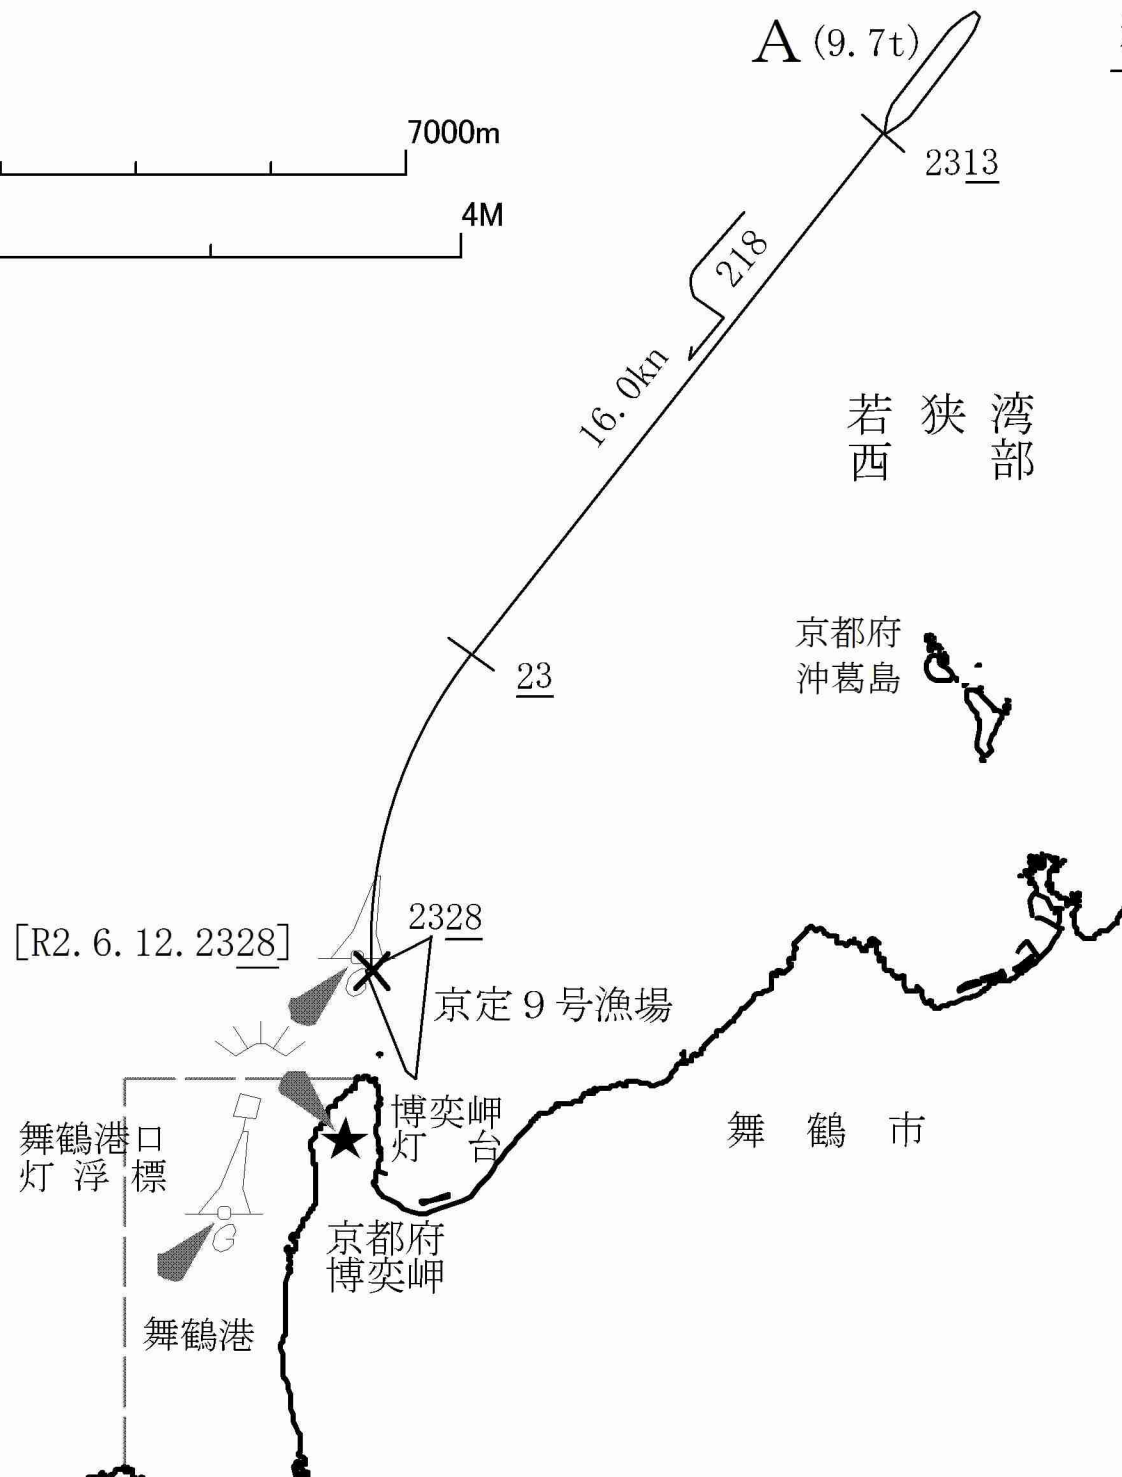 A (9.7t)
7000m
2313
4M
218
16.0kn
若 狭 湾
西 部
京都府
沖葛島
23
2328
[R2.6.12.2328]
京定9号漁場
博奕岬
灯 台
舞鶴港口
灯 浮 標
舞 鶴 市
京都府
博奕岬
舞鶴港